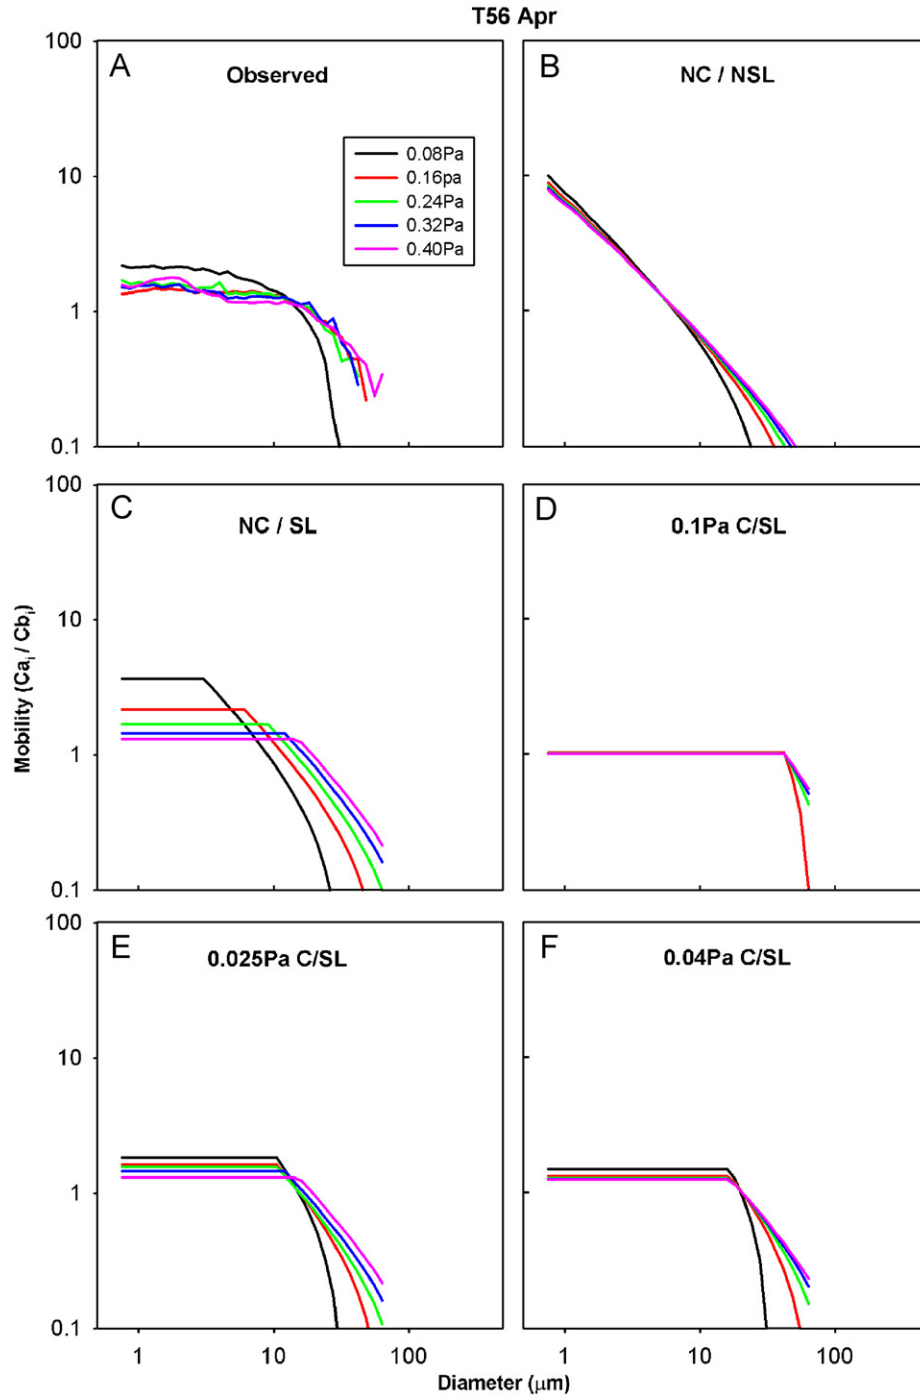 T56 Apr
A
Observed
0.08Pa
0.16pa
0.24Pa
0.32Pa
0.40Pa
100
10
1
0.1
B
NC / NSL
C
NC / SL
100
10
1
0.1
D
0.1Pa C/SL
Mobility (Caᵢ / Cbᵢ)
E
0.025Pa C/SL
100
10
1
0.1
1
10
100
F
0.04Pa C/SL
1
10
100
Diameter (μm)